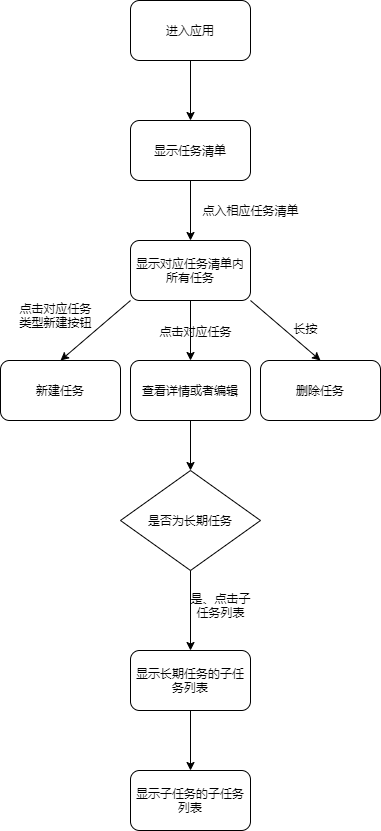 进入应用
显示任务清单
点入相应任务清单
显示对应任务清单内
所有任务
点击对应任务
类型新建按钮
点击对应任务
长按
新建任务
查看详情或者编辑
删除任务
是否为长期任务
是、点击子
任务列表
显示长期任务的子任
务列表
显示子任务的子任务
列表